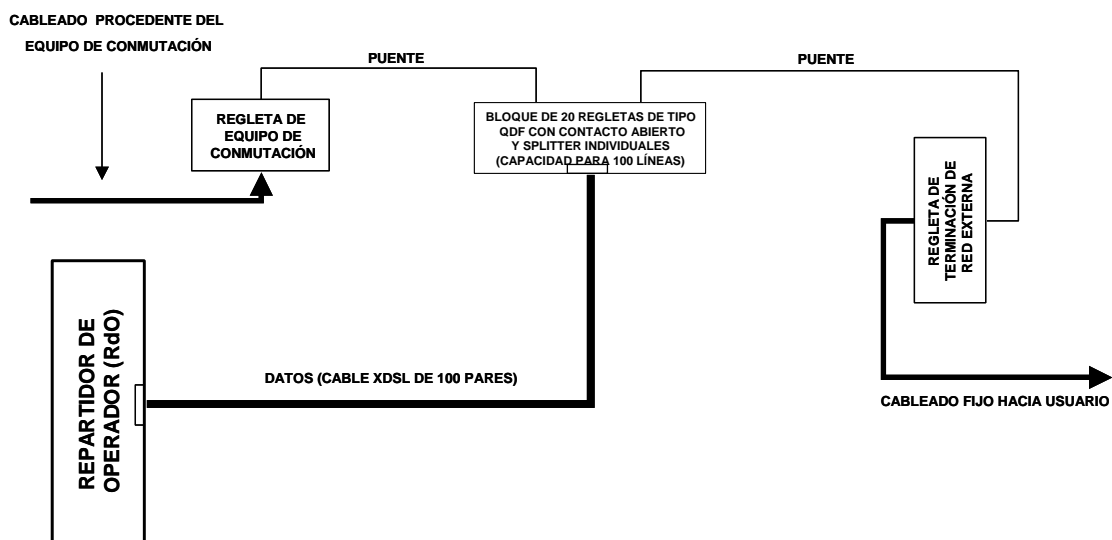 CABLEADO PROCEDENTE DEL
EQUIPO DE CONMUTACIÓN
PUENTE
PUENTE
REGLETA DE
EQUIPO DE
CONMUTACIÓN
BLOQUE DE 20 REGLETAS DE TIPO
QDF CON CONTACTO ABIERTO
Y SPLITTER INDIVIDUALES
(CAPACIDAD PARA 100 LÍNEAS)
REGLETA DE
TERMINACIÓN DE
RED EXTERNA
REPARTIDOR DE
OPERADOR (RdO)
DATOS (CABLE XDSL DE 100 PARES)
CABLEADO FIJO HACIA USUARIO